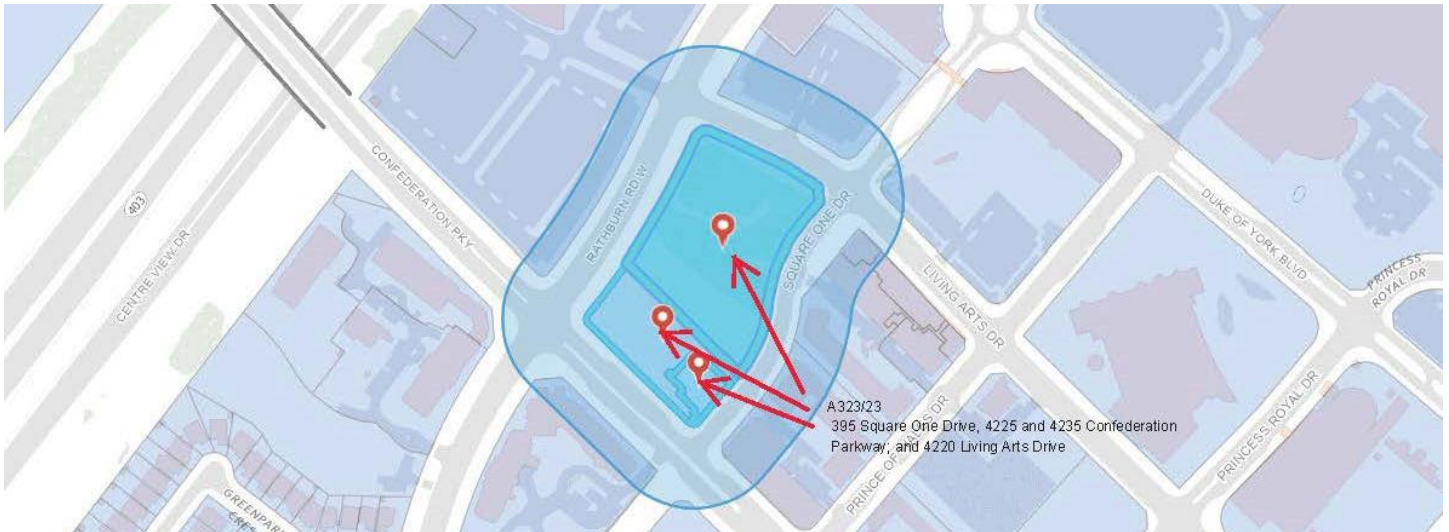 403
CENTRE VIEW DR
CONFEDERATION PKY
RATHBURN RD W
SQUARE ONE DR
LIVING ARTS DR
DUKE OF YORK BLVD
PRINCESS
ROYAL DR
PRINCE OF WALES DR
PRINCESS ROYAL DR
GREENPARK
CRES
A323/23
395 Square One Drive, 4225 and 4235 Confederation
Parkway; and 4220 Living Arts Drive